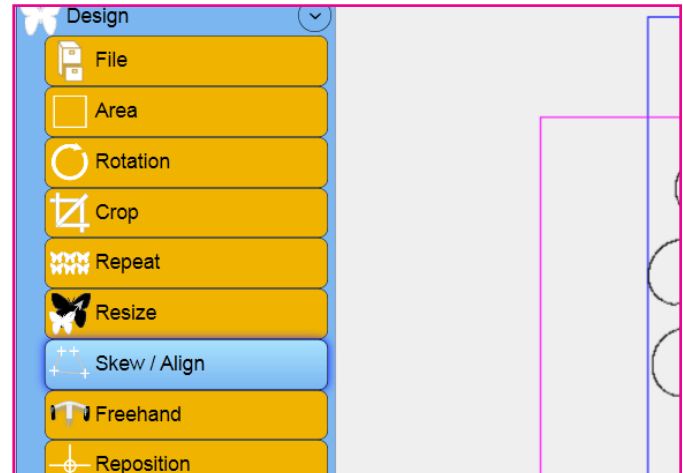 Design
File
Area
Rotation
Crop
Repeat
Resize
Skew / Align
Freehand
Reposition